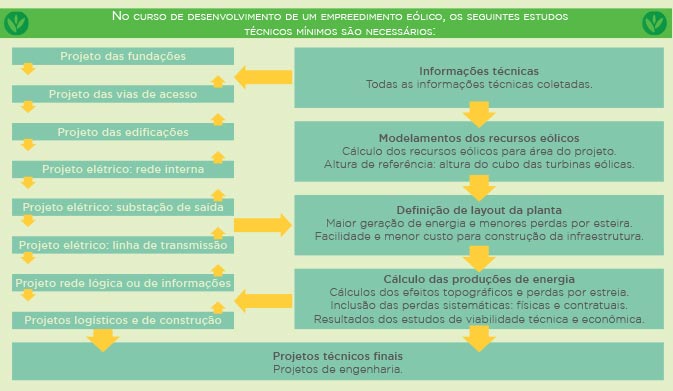 No curso de desenvolvimento de um empreedimento eólico, os seguintes estudos
técnicos mínimos são necessários:
Projeto das fundações
Projeto das vias de acesso
Projeto das edificações
Projeto elétrico: rede interna
Projeto elétrico: substação de saída
Projeto elétrico: linha de transmissão
Projeto rede lógica ou de informações
Projetos logísticos e de construção
Informações técnicas
Todas as informações técnicas coletadas.
Modelamentos dos recursos eólicos
Cálculo dos recursos eólicos para área do projeto.
Altura de referência: altura do cubo das turbinas eólicas.
Definição de layout da planta
Maior geração de energia e menores perdas por esteira.
Facilidade e menor custo para construção da infraestrutura.
Cálculo das produções de energia
Cálculos dos efeitos topográficos e perdas por estreia.
Inclusão das perdas sistemáticas: físicas e contratuais.
Resultados dos estudos de viabilidade técnica e econômica.
Projetos técnicos finais
Projetos de engenharia.